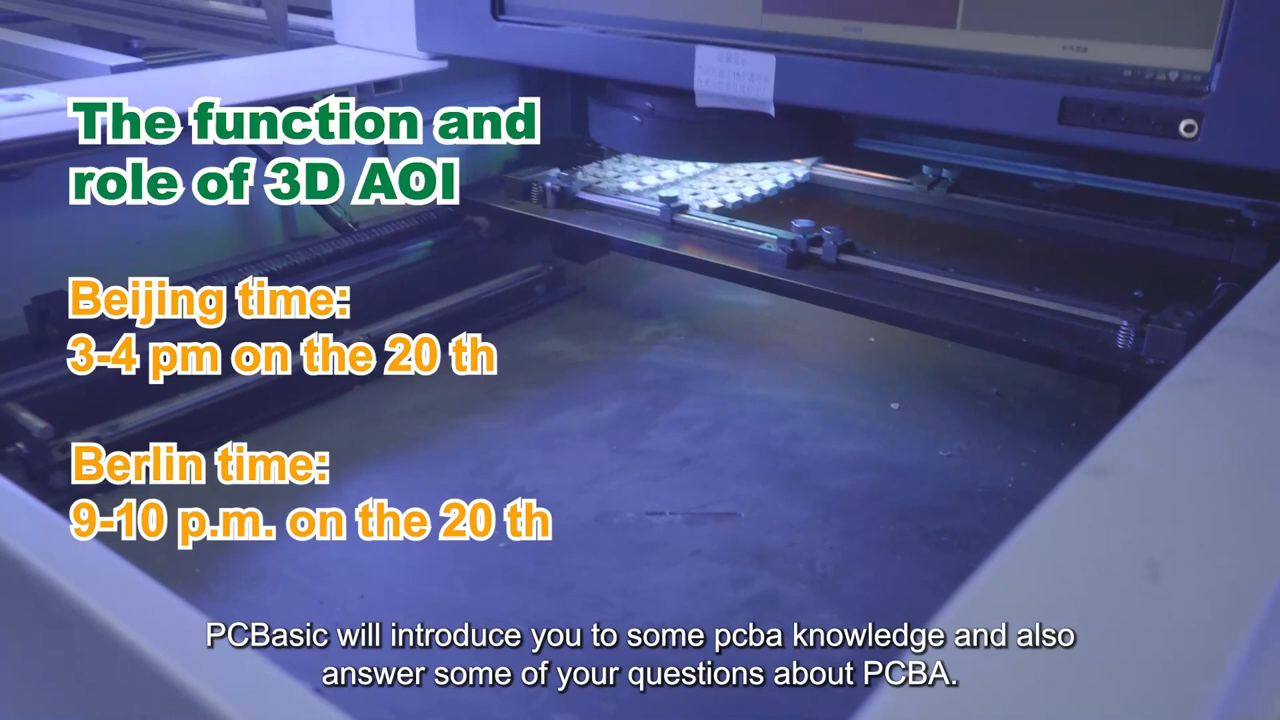 The function and
role of 3D AOI
Beijing time:
3-4 pm on the 20 th
Berlin time:
9-10 p.m. on the 20 th
PCBasic will introduce you to some pcba knowledge and also
answer some of your questions about PCBA.